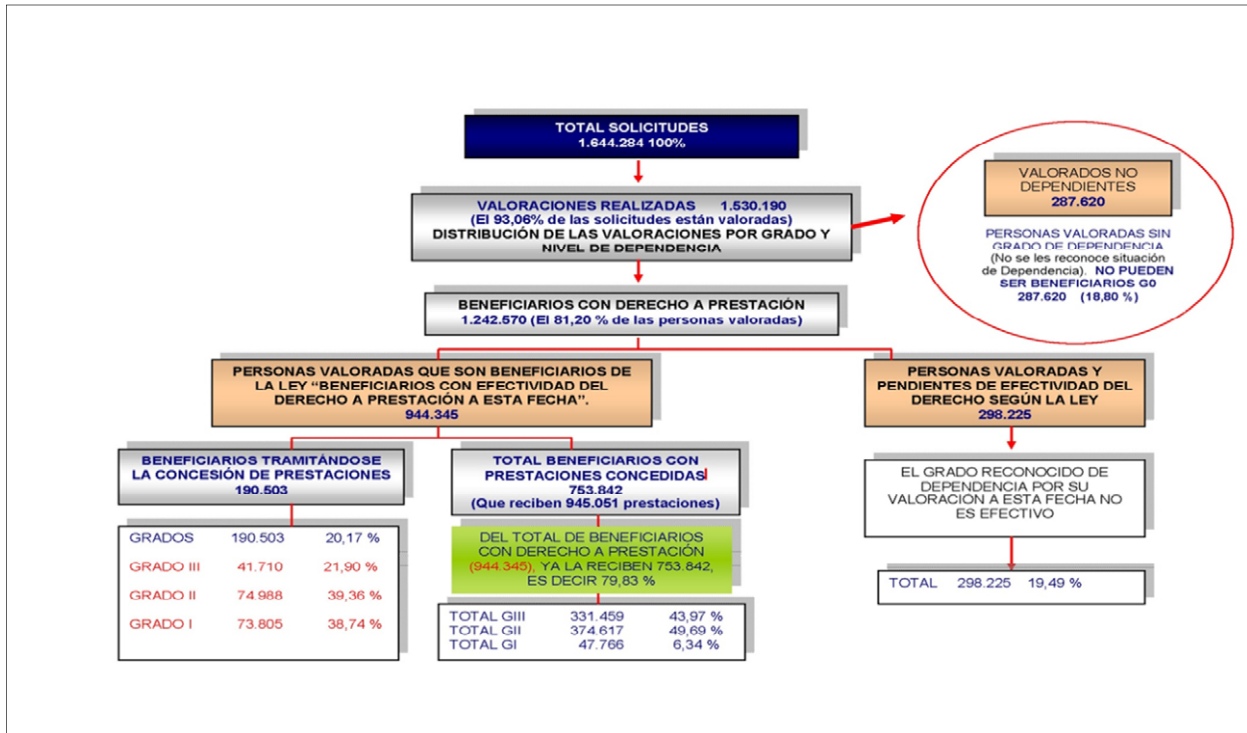 TOTAL SOLICITUDES
1.644.284 100%
VALORACIONES REALIZADAS 1.530.190
(El 93,06% de las solicitudes están valoradas)
DISTRIBUCIÓN DE LAS VALORACIONES POR GRADO Y
NIVEL DE DEPENDENCIA
VALORADOS NO
DEPENDIENTES
287.620
PERSONAS VALORADAS SIN
GRADO DE DEPENDENCIA
(No se les reconoce situación
de Dependencia). NO PUEDEN
SER BENEFICIARIOS G0
287.620 (18,80 %)
BENEFICIARIOS CON DERECHO A PRESTACIÓN
1.242.570 (El 81,20 % de las personas valoradas)
PERSONAS VALORADAS QUE SON BENEFICIARIOS DE
LA LEY “BENEFICIARIOS CON EFECTIVIDAD DEL
DERECHO A PRESTACIÓN A ESTA FECHA”.
944.345
PERSONAS VALORADAS Y
PENDIENTES DE EFECTIVIDAD DEL
DERECHO SEGÚN LA LEY
298.225
BENEFICIARIOS TRAMITÁNDOSE
LA CONCESIÓN DE PRESTACIONES
190.503
TOTAL BENEFICIARIOS CON
PRESTACIONES CONCEDIDAS
753.842
(Que reciben 945.051 prestaciones)
EL GRADO RECONOCIDO DE
DEPENDENCIA POR SU
VALORACION A ESTA FECHA NO
ES EFECTIVO
GRADOS 190.503 20,17 %
GRADO III 41.710 21,90 %
GRADO II 74.988 39,36 %
GRADO I 73.805 38,74 %
DEL TOTAL DE BENEFICIARIOS
CON DERECHO A PRESTACIÓN
(944.345), YA LA RECIBEN 753.842,
ES DECIR 79,83 %
TOTAL GIII 331.459 43,97 %
TOTAL GII 374.617 49,69 %
TOTAL GI 47.766 6,34 %
TOTAL 298.225 19,49 %